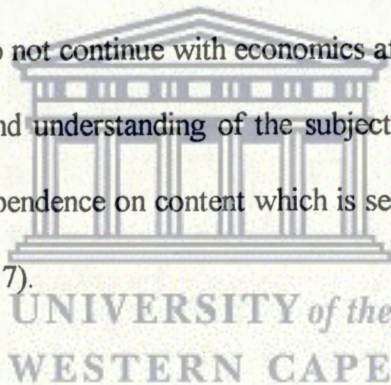 not continue with economics
nd understanding of the subject
pendence on content which is se
7).
UNIVERSITY of the
WESTERN CAPE